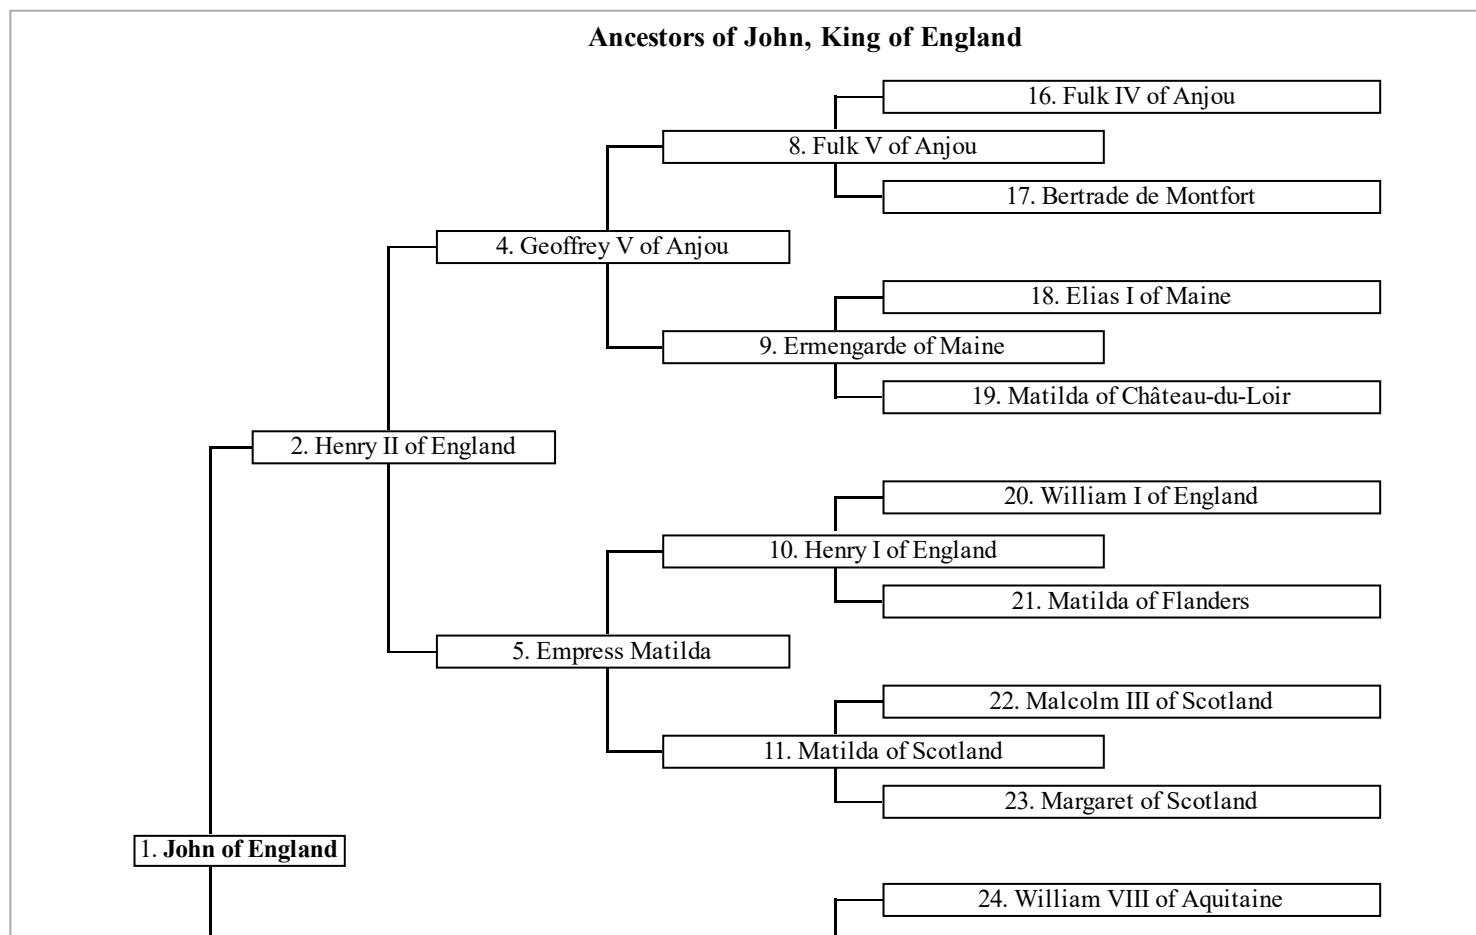 Ancestors of John, King of England
16. Fulk IV of Anjou
8. Fulk V of Anjou
17. Bertrade de Montfort
4. Geoffrey V of Anjou
18. Elias I of Maine
9. Ermengarde of Maine
19. Matilda of Château-du-Loir
2. Henry II of England
20. William I of England
10. Henry I of England
21. Matilda of Flanders
5. Empress Matilda
22. Malcolm III of Scotland
11. Matilda of Scotland
23. Margaret of Scotland
1. John of England
24. William VIII of Aquitaine